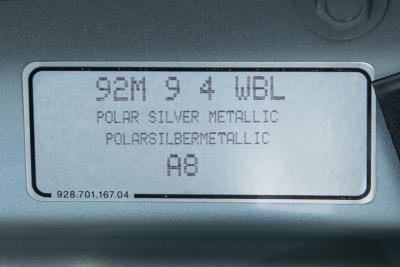 92M 9 4 WBL
POLAR SILVER METALLIC
POLARSILBERMETALLIC
A8
928.701.167.04